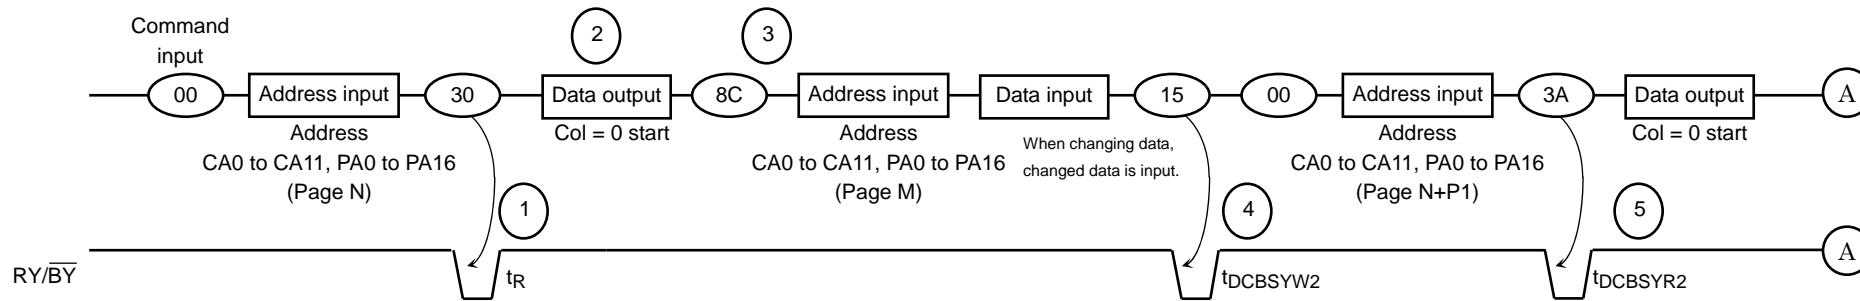 Command
input
2
3
00
Address input
30
Data output
8C
Address input
Data input
15
00
Address input
3A
Data output
A
Address
CA0 to CA11, PA0 to PA16
(Page N)
Col = 0 start
Address
CA0 to CA11, PA0 to PA16
(Page M)
When changing data,
changed data is input.
Address
CA0 to CA11, PA0 to PA16
(Page N+P1)
Col = 0 start
1
4
5
RY/BY
tR
tDCBSYW2
tDCBSYR2
A